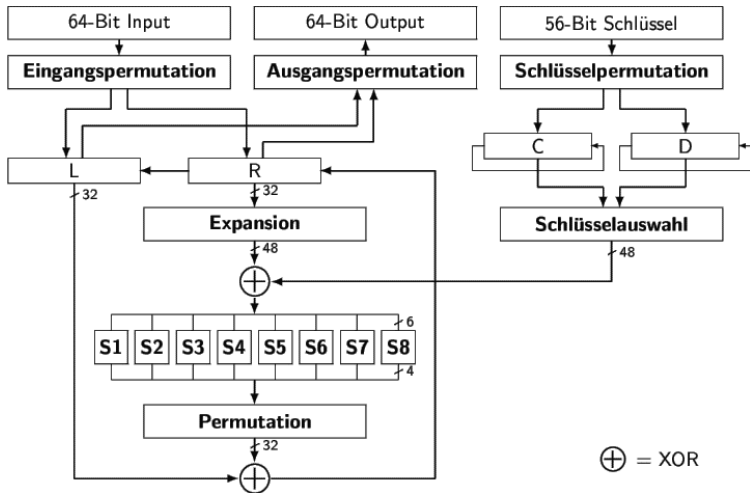 64-Bit Input
64-Bit Output
56-Bit Schlüssel
Eingangspermutation
Ausgangspermutation
Schlüsselpermutation
C
D
L
R
32
32
Expansion
Schlüsselauswahl
48
48
6
S1 S2 S3 S4 S5 S6 S7 S8
4
Permutation
32
= XOR